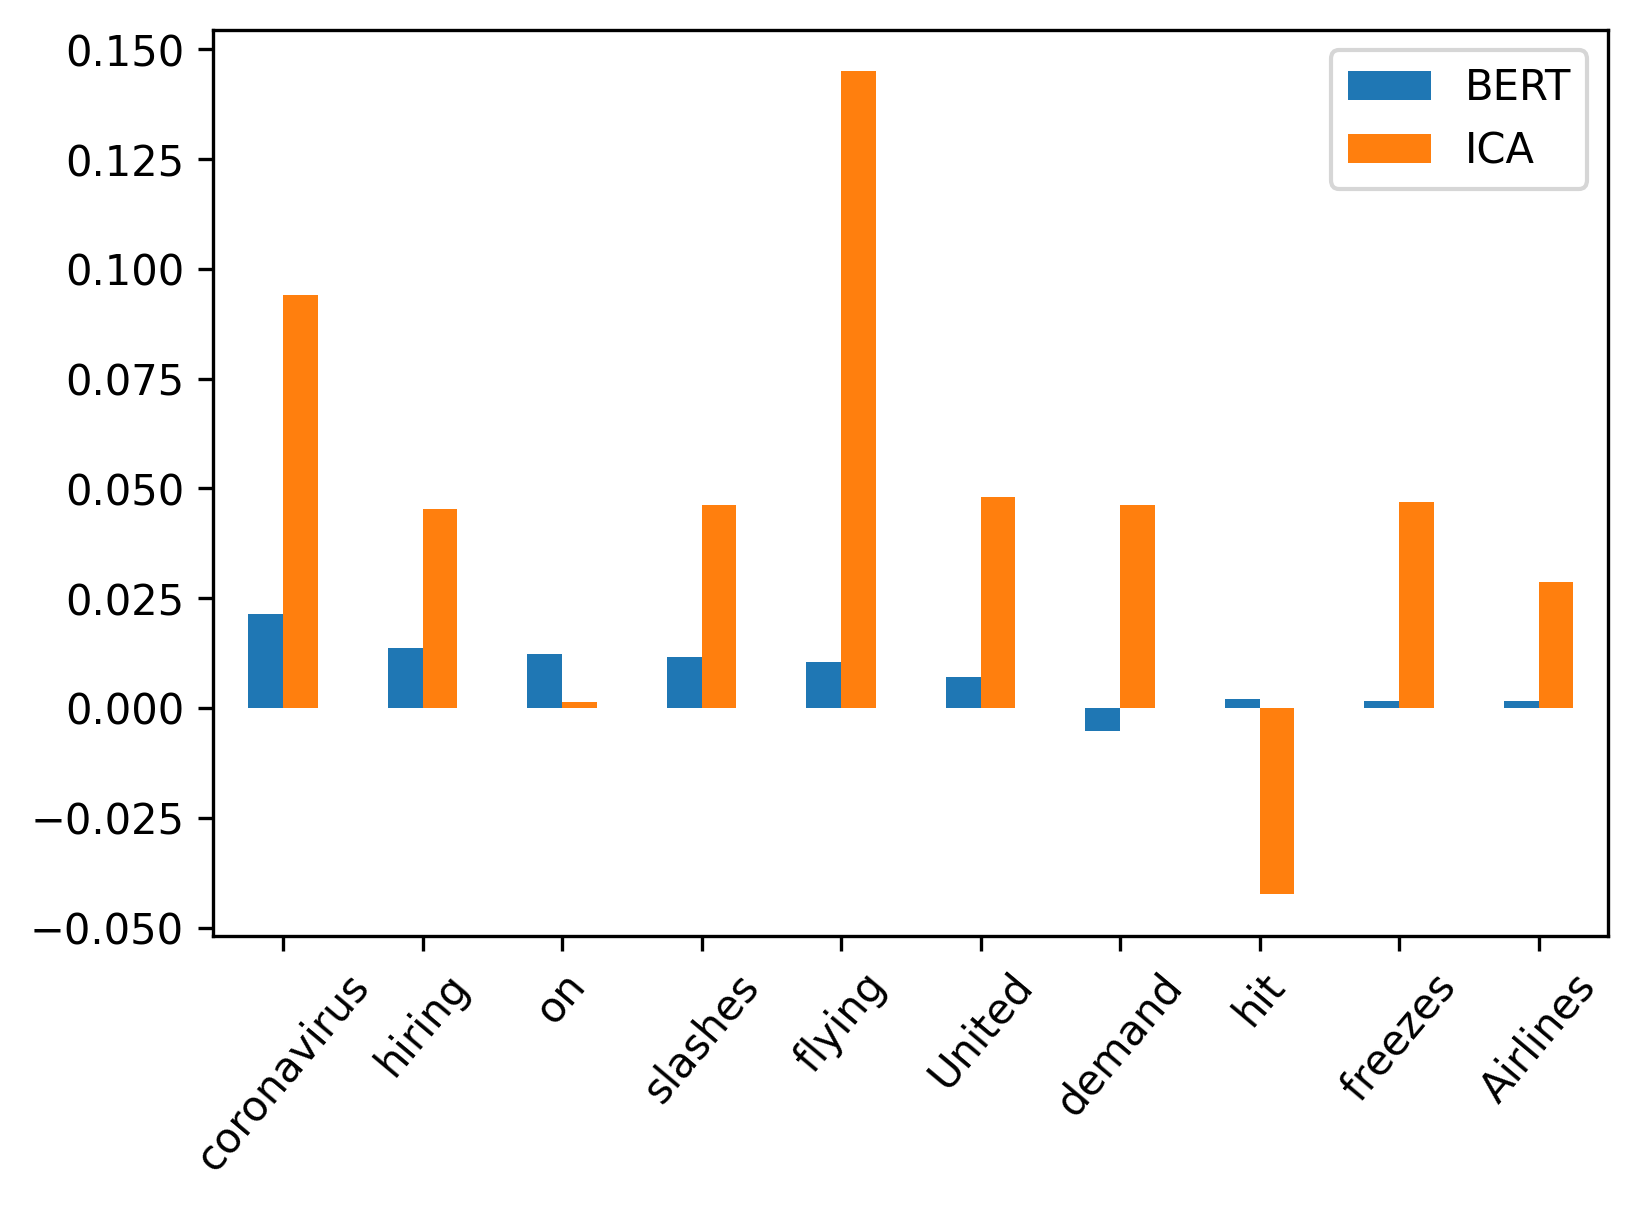 0.150
0.125
0.100
0.075
0.050
0.025
0.000
−0.025
−0.050
BERT
ICA
coronavirus
hiring
on
slashes
flying
United
demand
hit
freezes
Airlines